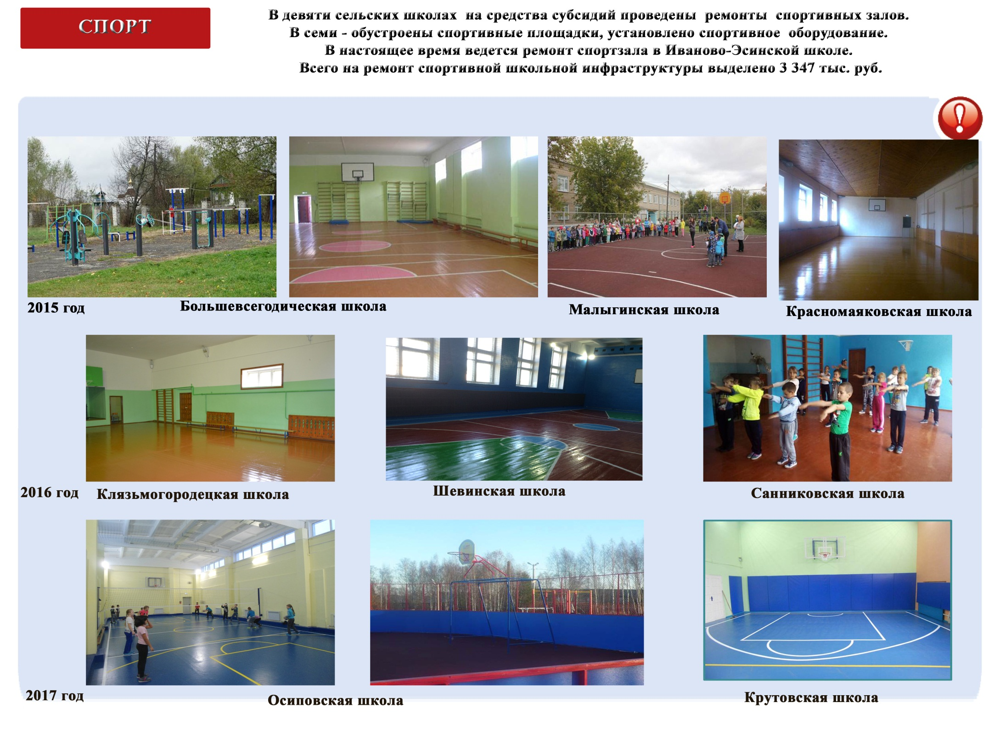 СПОРТ
В девяти сельских школах на средства субсидий проведены ремонты спортивных залов.
В семи - обустроены спортивные площадки, установлено спортивное оборудование.
В настоящее время ведется ремонт спортзала в Иваново-Эсинской школе.
Всего на ремонт спортивной школьной инфраструктуры выделено 3 347 тыс. руб.
2015 год
Большевсегодическая школа
Малыгинская школа
Красномаяковская школа
2016 год
Клязьмогородецкая школа
Шевинская школа
Санниковская школа
2017 год
Осиповская школа
Крутовская школа